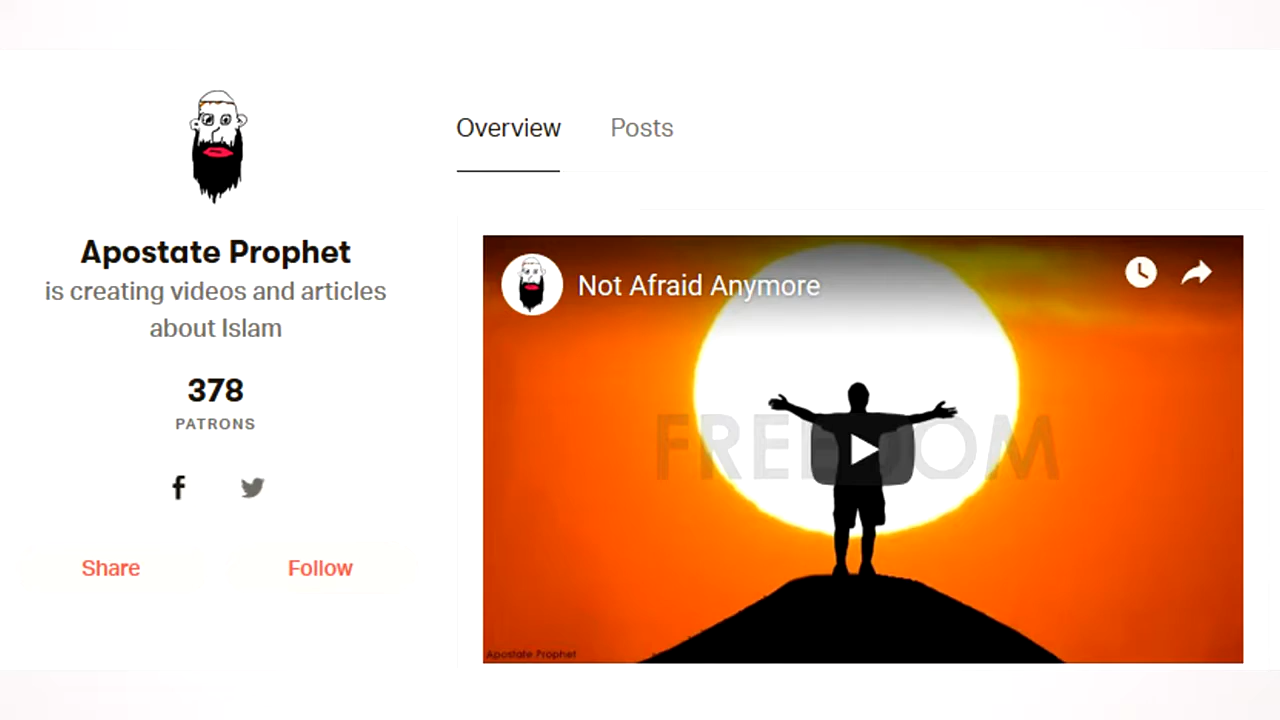 Apostate Prophet
is creating videos and articles
about Islam
378
PATRONS
Share
Follow
Overview
Posts
Not Afraid Anymore
FREEDOM
Apostate Prophet